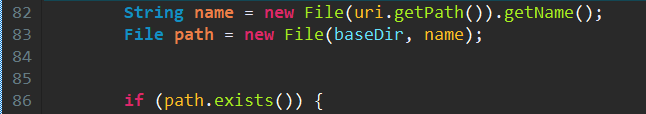 82 String name = new File(uri.getPath()).getName();
83 File path = new File(baseDir, name);
84
85
86 if (path.exists()) {